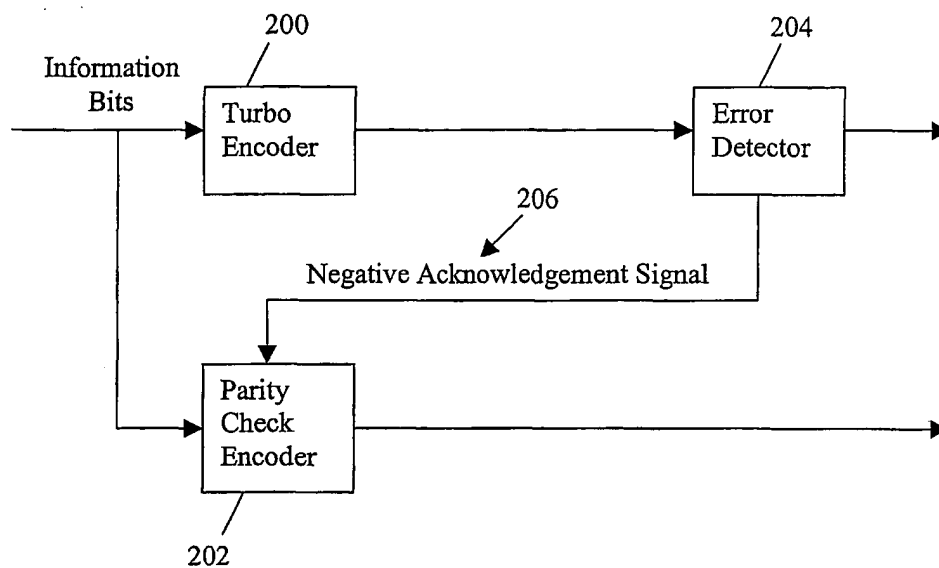 200
204
Information
Bits
Turbo
Encoder
Error
Detector
206
Negative Acknowledgement Signal
Parity
Check
Encoder
202